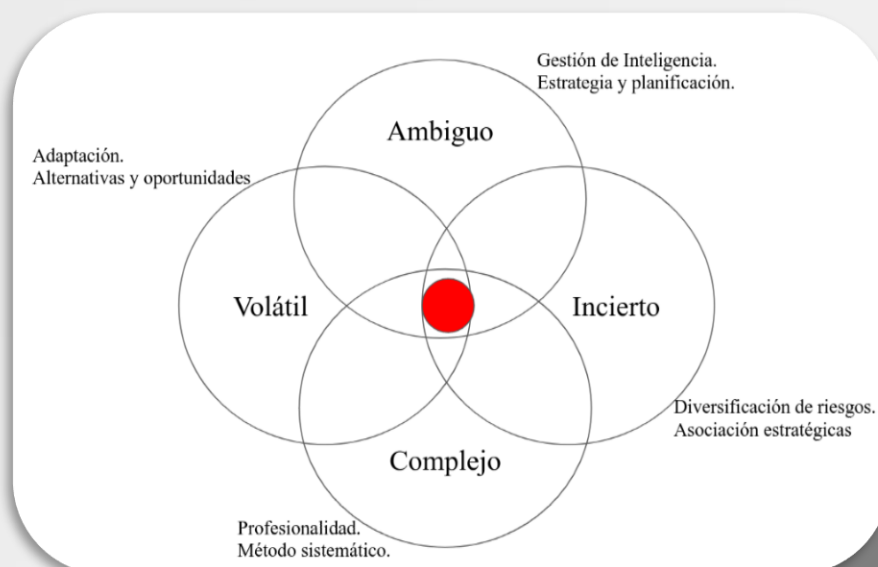 Gestión de Inteligencia.
Estrategia y planificación.
Ambiguo
Adaptación.
Alternativas y oportunidades
Volátil
Incierto
Diversificación de riesgos.
Asociación estratégicas
Complejo
Profesionalidad.
Método sistemático.